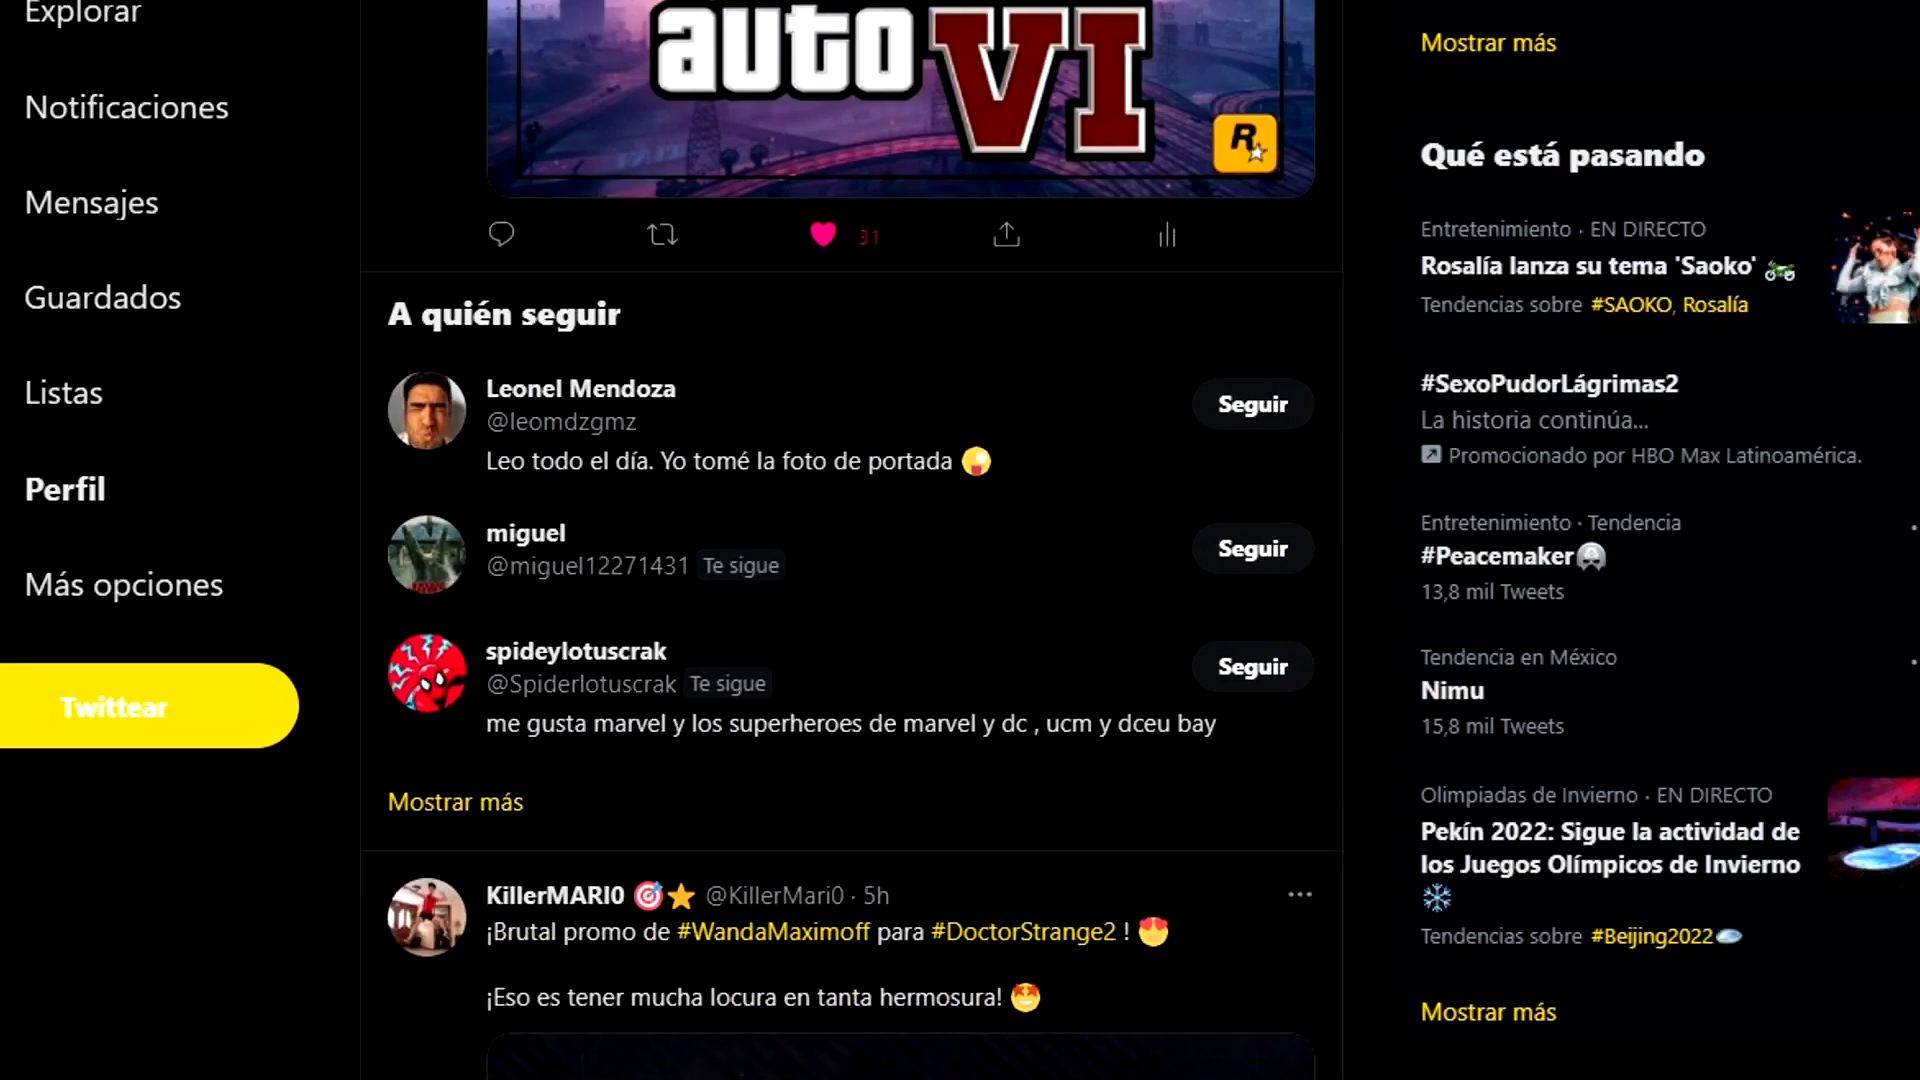 Explorar
Notificaciones
Mensajes
Guardados
Listas
Perfil
Más opciones
Twittear
auto VI
R
31
A quién seguir
Leonel Mendoza
@leomdzgmz
Leo todo el día. Yo tomé la foto de portada
Seguir
miguel
@miguel12271431 Te sigue
Seguir
spideylotuscrak
@Spiderlotuscrak Te sigue
me gusta marvel y los superheroes de marvel y dc , ucm y dceu bay
Seguir
Mostrar más
KillerMARI0 @KillerMari0 · 5h
¡Brutal promo de #WandaMaximoff para #DoctorStrange2 !
¡Eso es tener mucha locura en tanta hermosura!
Mostrar más
Qué está pasando
Entretenimiento · EN DIRECTO
Rosalía lanza su tema 'Saoko'
Tendencias sobre #SAOKO, Rosalía
#SexoPudorLágrimas2
La historia continúa...
Promocionado por HBO Max Latinoamérica.
Entretenimiento · Tendencia
#Peacemaker
13,8 mil Tweets
Tendencia en México
Nimu
15,8 mil Tweets
Olimpiadas de Invierno · EN DIRECTO
Pekín 2022: Sigue la actividad de
los Juegos Olímpicos de Invierno
Tendencias sobre #Beijing2022
Mostrar más